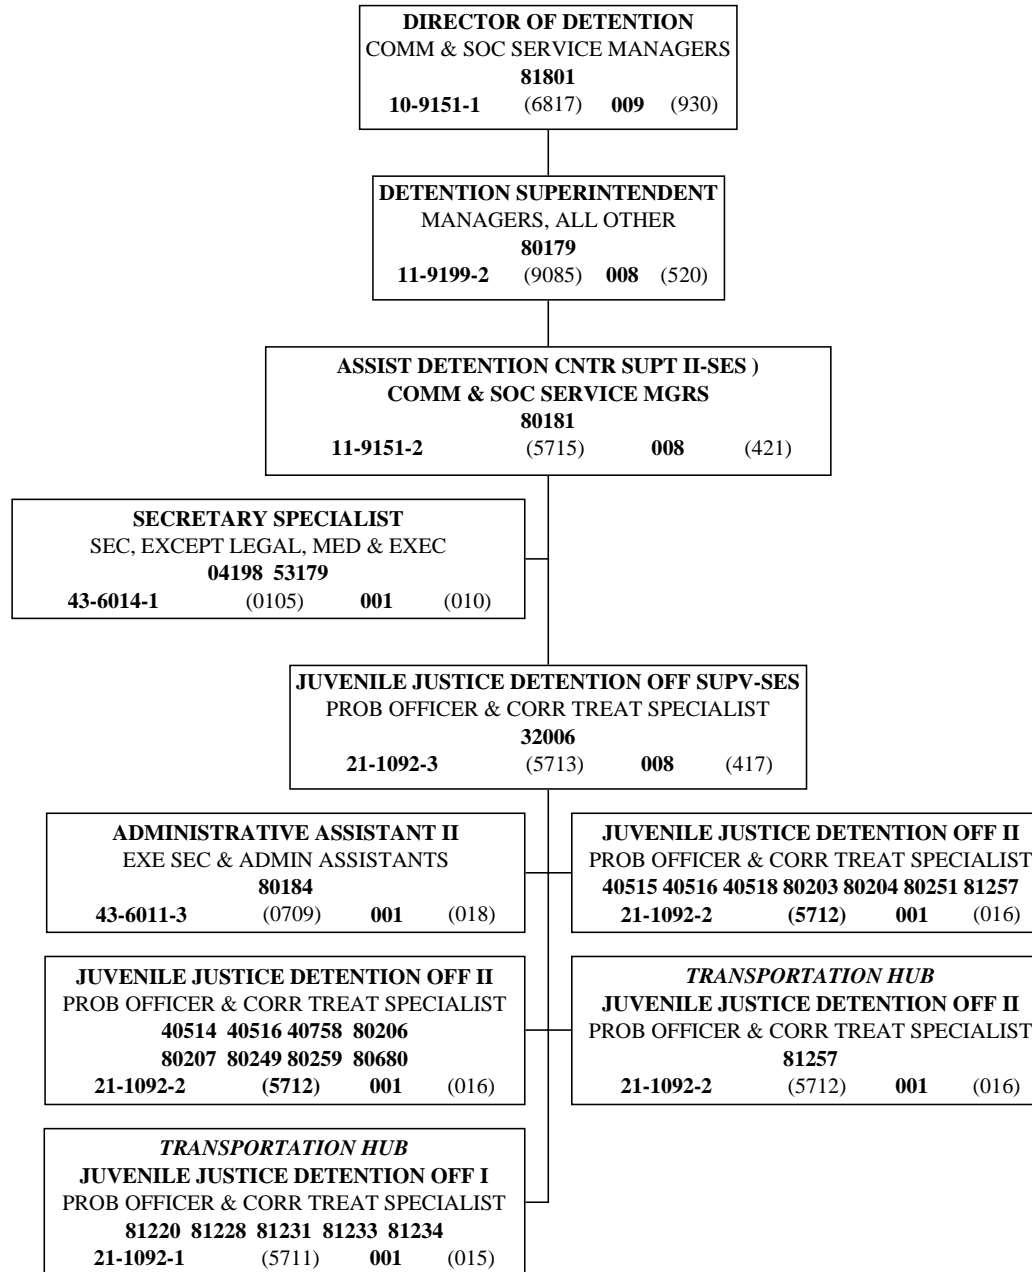 DIRECTOR OF DETENTION
COMM & SOC SERVICE MANAGERS
81801
10-9151-1 (6817) 009 (930)
DETENTION SUPERINTENDENT
MANAGERS, ALL OTHER
80179
11-9199-2 (9085) 008 (520)
ASSIST DETENTION CNTR SUPT II-SES )
COMM & SOC SERVICE MGRS
80181
11-9151-2 (5715) 008 (421)
SECRETARY SPECIALIST
SEC, EXCEPT LEGAL, MED & EXEC
04198 53179
43-6014-1 (0105) 001 (010)
JUVENILE JUSTICE DETENTION OFF SUPV-SES
PROB OFFICER & CORR TREAT SPECIALIST
32006
21-1092-3 (5713) 008 (417)
ADMINISTRATIVE ASSISTANT II
EXE SEC & ADMIN ASSISTANTS
80184
43-6011-3 (0709) 001 (018)
JUVENILE JUSTICE DETENTION OFF II
PROB OFFICER & CORR TREAT SPECIALIST
40515 40516 40518 80203 80204 80251 81257
21-1092-2 (5712) 001 (016)
JUVENILE JUSTICE DETENTION OFF II
PROB OFFICER & CORR TREAT SPECIALIST
40514 40516 40758 80206
80207 80249 80259 80680
21-1092-2 (5712) 001 (016)
TRANSPORTATION HUB
JUVENILE JUSTICE DETENTION OFF II
PROB OFFICER & CORR TREAT SPECIALIST
81257
21-1092-2 (5712) 001 (016)
TRANSPORTATION HUB
JUVENILE JUSTICE DETENTION OFF I
PROB OFFICER & CORR TREAT SPECIALIST
81220 81228 81231 81233 81234
21-1092-1 (5711) 001 (015)